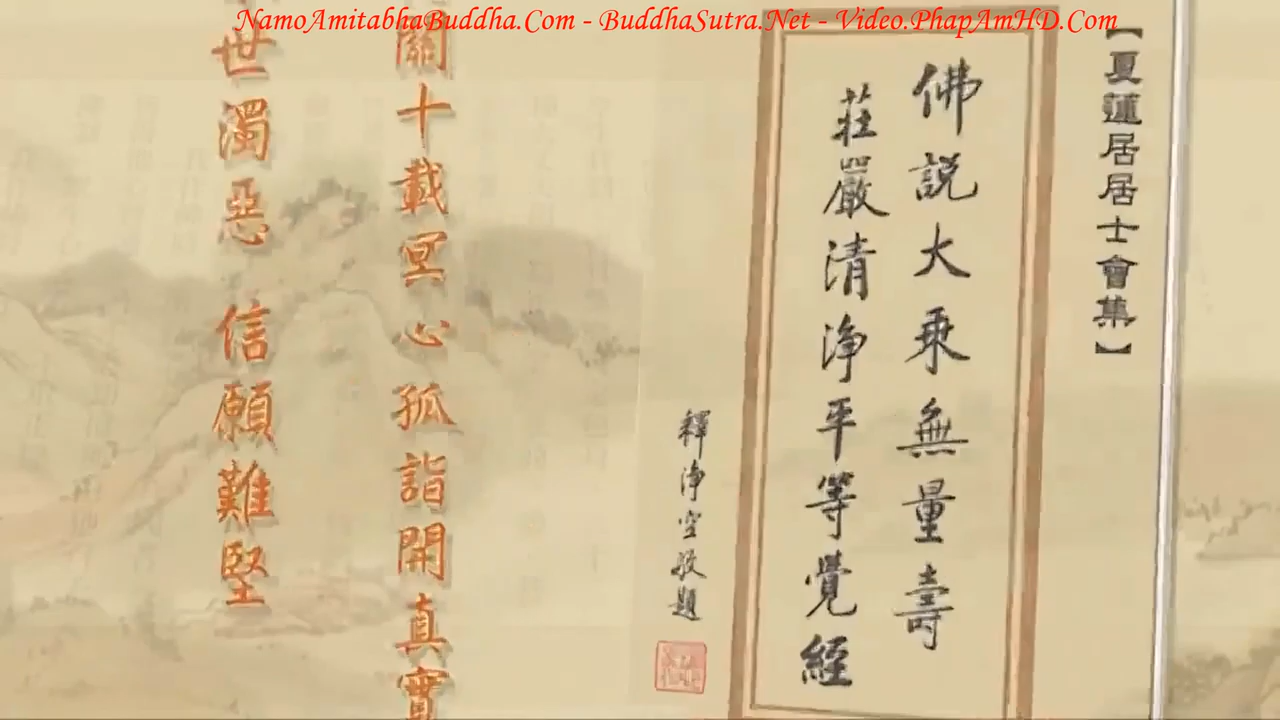 NamoAmitabhaBuddha.Com - BuddhaSutra.Net - Video.PhapAmHD.Com
【夏蓮居居士會集】
佛説大乘無量壽
莊嚴清淨平等覺經
釋淨空敬題
關十載冥心孤詣開真實
世濁惡 信願難堅